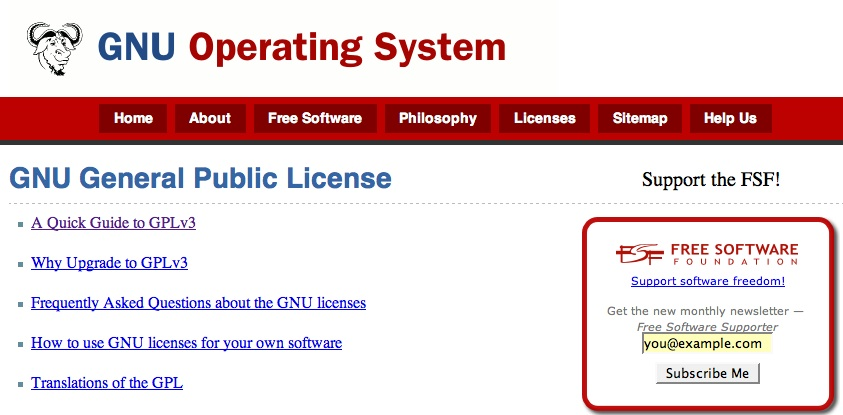 GNU Operating System
Home About Free Software Philosophy Licenses Sitemap Help Us
GNU General Public License
A Quick Guide to GPLv3
Why Upgrade to GPLv3
Frequently Asked Questions about the GNU licenses
How to use GNU licenses for your own software
Translations of the GPL
Support the FSF!
FSF FREE SOFTWARE
FOUNDATION
Support software freedom!
Get the new monthly newsletter —
Free Software Supporter
you@example.com
Subscribe Me